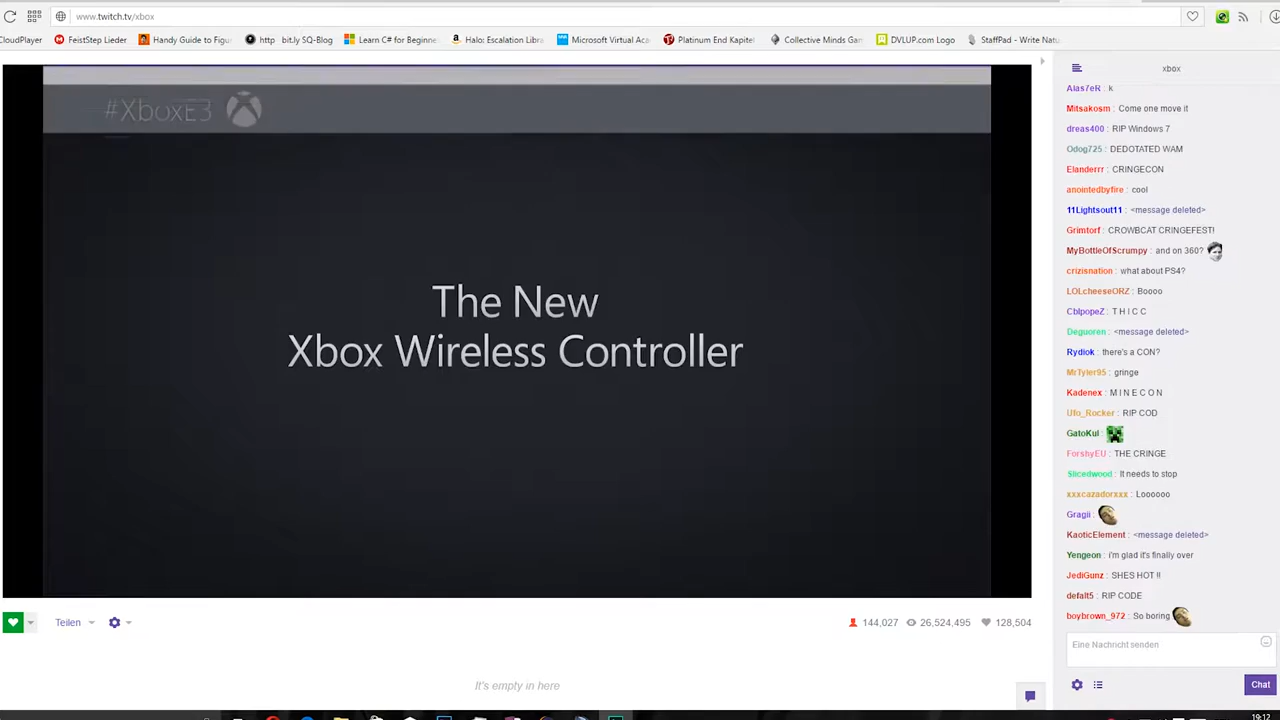 www.twitch.tv/xbox
CloudPlayer
FeistStep Lieder
Handy Guide to Figu
http
bit.ly SQ-Blog
Learn C# for Beginne
Halo: Escalation Libr
Microsoft Virtual Aca
Platinum End Kapitel
Collective Minds Gam
DVLUP.com Logo
StaffPad - Write Natu
#XboxE3
The New
Xbox Wireless Controller
Teilen
144,027
26,524,495
128,504
It's empty in here
xbox
Alas7eR : k
Mitsakosm : Come one move it
dreas400 : RIP Windows 7
Odog725 : DEDOTATED WAM
Elanderrr : CRINGECON
anointedbyfire : cool
11Lightsout11 : <message deleted>
Grimtorf : CROWBCAT CRINGEFEST!
MyBottleOfScrumpy : and on 360?
crizisnation : what about PS4?
LOLcheeseORZ : Boooo
CblpopeZ : T H I C C
Deguoren : <message deleted>
Rydiok : there's a CON?
MrTyler95 : gringe
Kadenex : M I N E C O N
Ufo_Rocker : RIP COD
GatoKul :
ForshyEU : THE CRINGE
Slicedwood : It needs to stop
xxxcazadorxxx : Loooooo
Gragii :
KaoticElement : <message deleted>
Yengeon : i'm glad it's finally over
JediGunz : SHES HOT !!
defalt5 : RIP CODE
boybrown_972 : So boring
Eine Nachricht senden
Chat
19:12